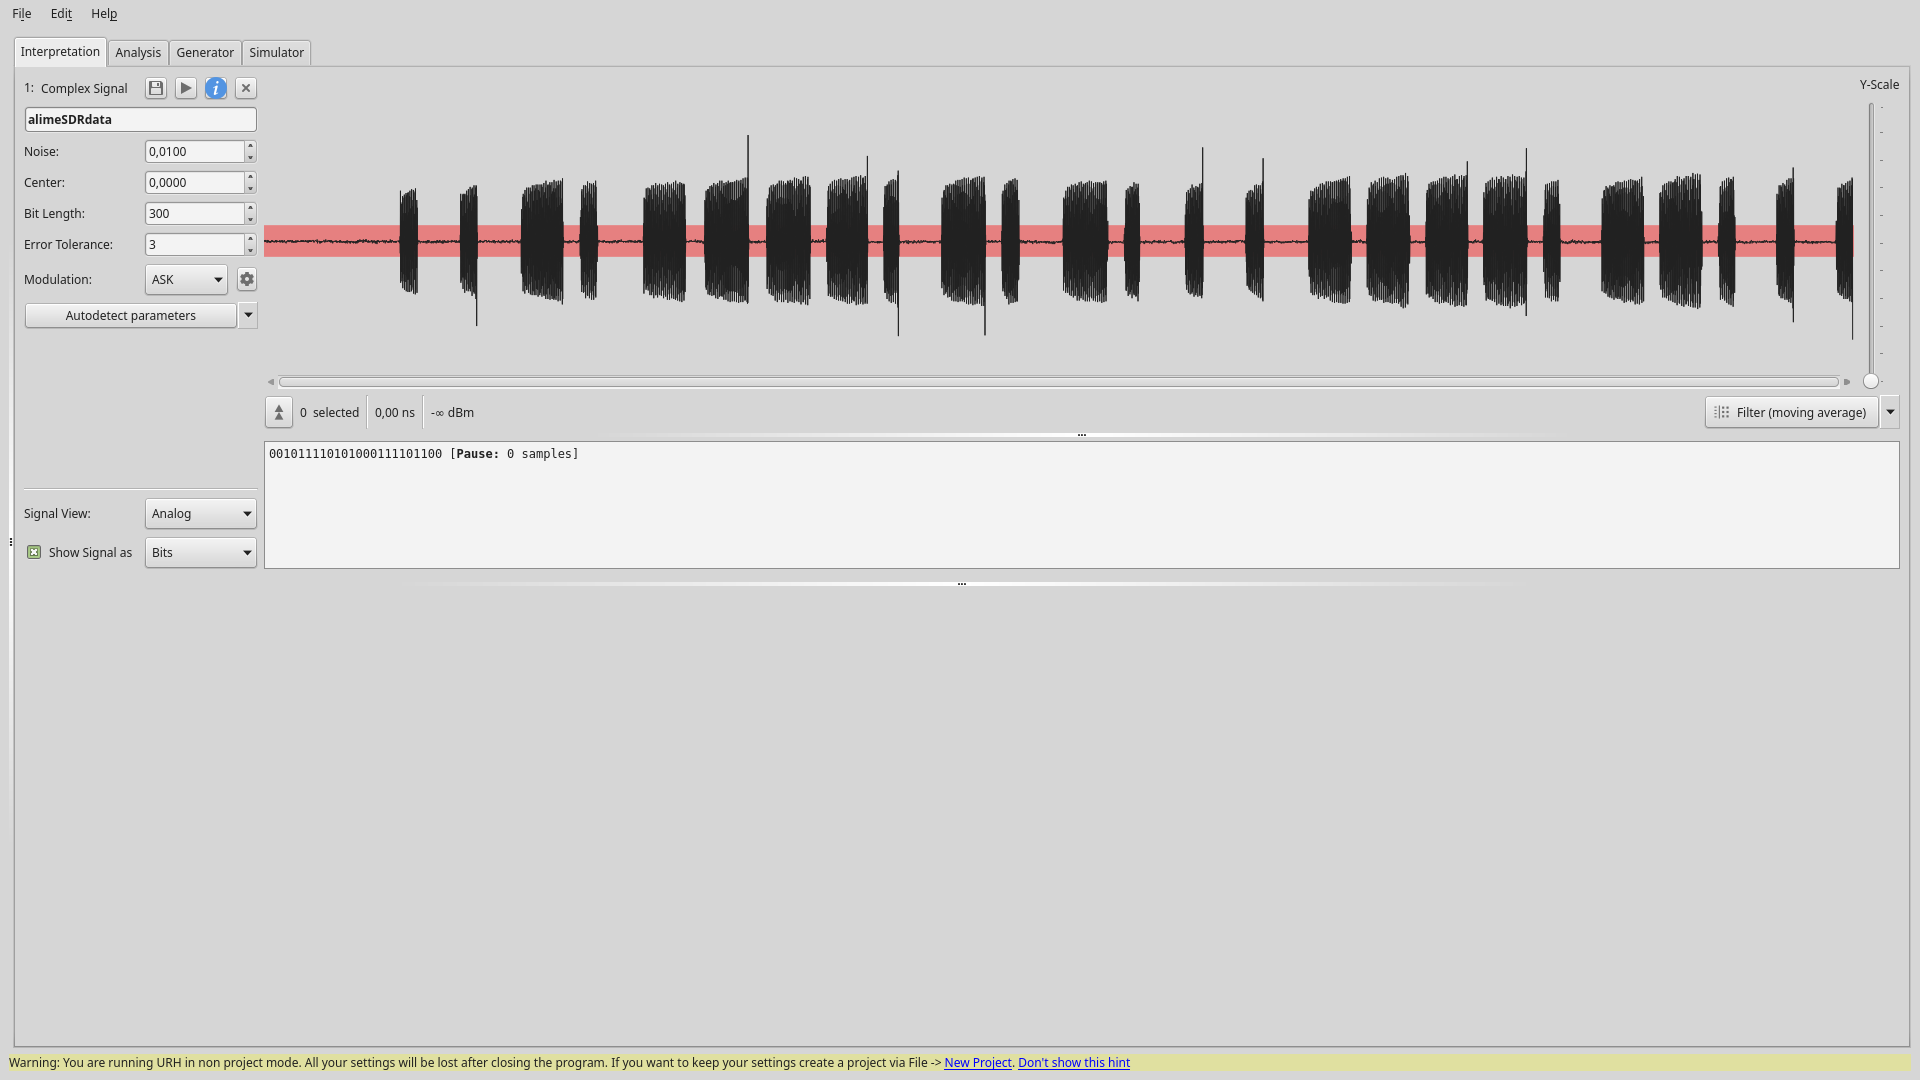 File Edit Help
Interpretation Analysis Generator Simulator
1: Complex Signal
Y-Scale
alimeSDRdata
Noise: 0,0100
Center: 0,0000
Bit Length: 300
Error Tolerance: 3
Modulation: ASK
Autodetect parameters
0 selected 0,00 ns -∞ dBm Filter (moving average)
001011110101000111101100 [Pause: 0 samples]
Signal View: Analog
Show Signal as Bits
Warning: You are running URH in non project mode. All your settings will be lost after closing the program. If you want to keep your settings create a project via File -> New Project. Don't show this hint